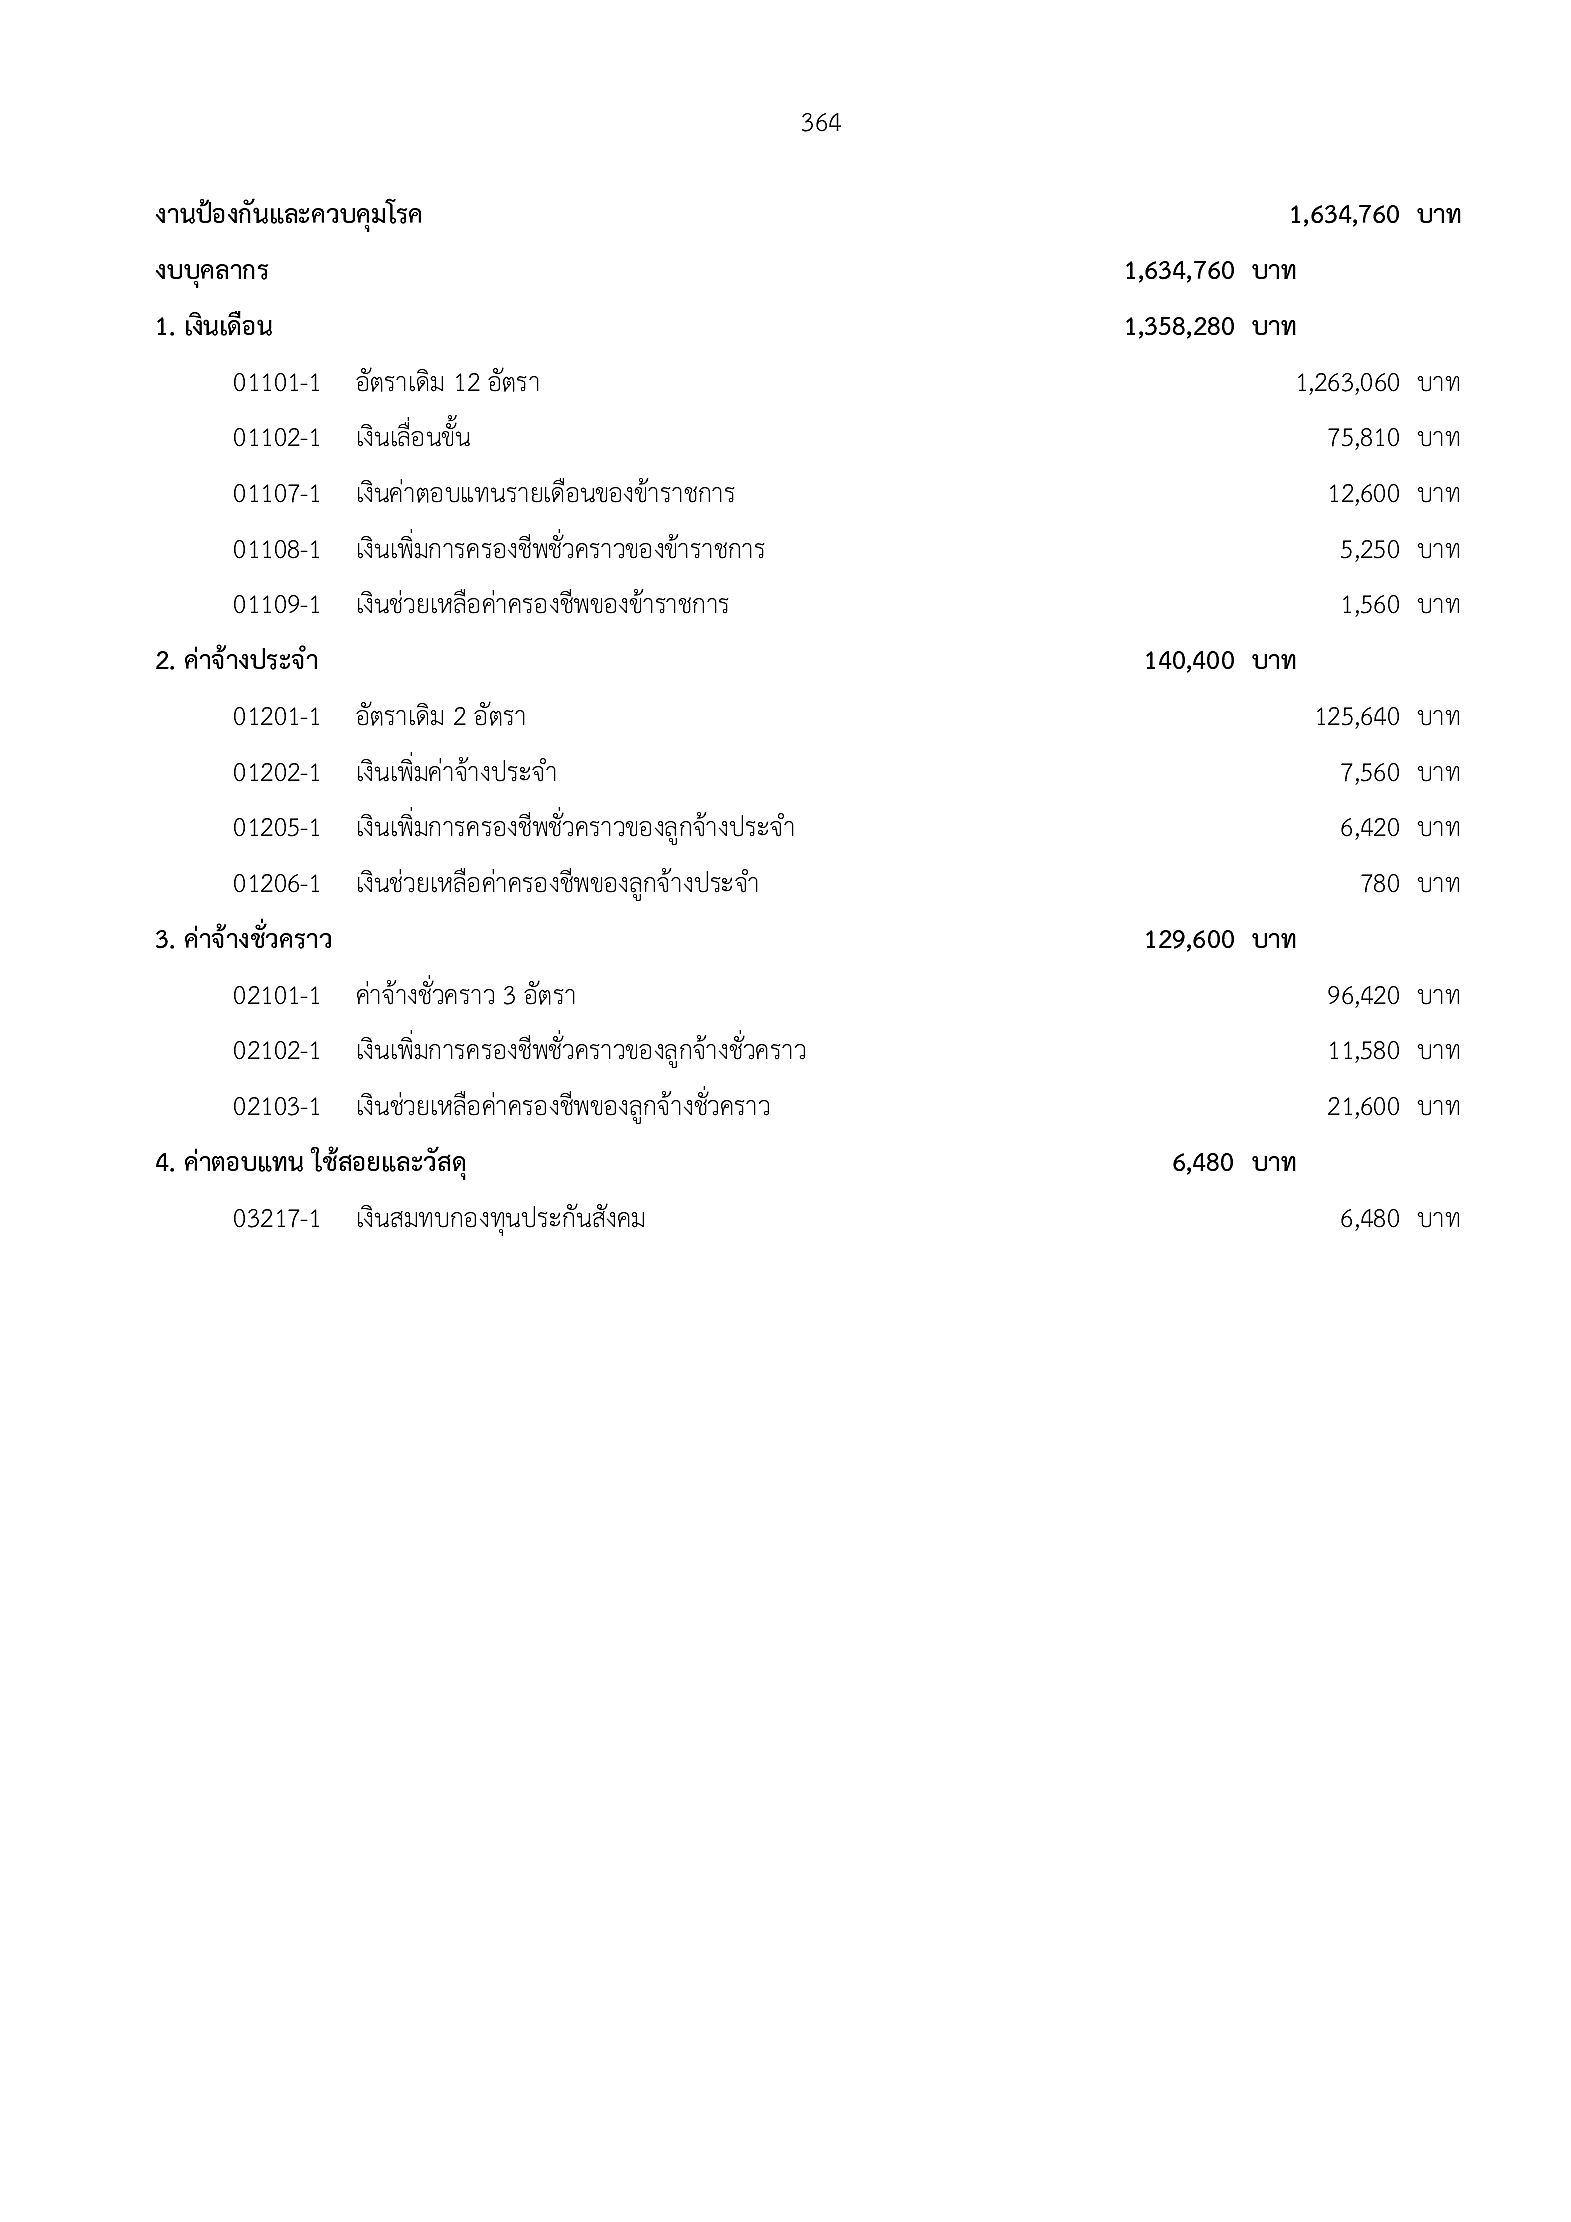 364
งานป้องกันและควบคุมโรค 1,634,760 บาท
งบบุคลากร 1,634,760 บาท
1. เงินเดือน 1,358,280 บาท
01101-1 อัตราเดิม 12 อัตรา 1,263,060 บาท
01102-1 เงินเลื่อนขั้น 75,810 บาท
01107-1 เงินค่าตอบแทนรายเดือนของข้าราชการ 12,600 บาท
01108-1 เงินเพิ่มการครองชีพชั่วคราวของข้าราชการ 5,250 บาท
01109-1 เงินช่วยเหลือค่าครองชีพของข้าราชการ 1,560 บาท
2. ค่าจ้างประจำ 140,400 บาท
01201-1 อัตราเดิม 2 อัตรา 125,640 บาท
01202-1 เงินเพิ่มค่าจ้างประจำ 7,560 บาท
01205-1 เงินเพิ่มการครองชีพชั่วคราวของลูกจ้างประจำ 6,420 บาท
01206-1 เงินช่วยเหลือค่าครองชีพของลูกจ้างประจำ 780 บาท
3. ค่าจ้างชั่วคราว 129,600 บาท
02101-1 ค่าจ้างชั่วคราว 3 อัตรา 96,420 บาท
02102-1 เงินเพิ่มการครองชีพชั่วคราวของลูกจ้างชั่วคราว 11,580 บาท
02103-1 เงินช่วยเหลือค่าครองชีพของลูกจ้างชั่วคราว 21,600 บาท
4. ค่าตอบแทน ใช้สอยและวัสดุ 6,480 บาท
03217-1 เงินสมทบกองทุนประกันสังคม 6,480 บาท